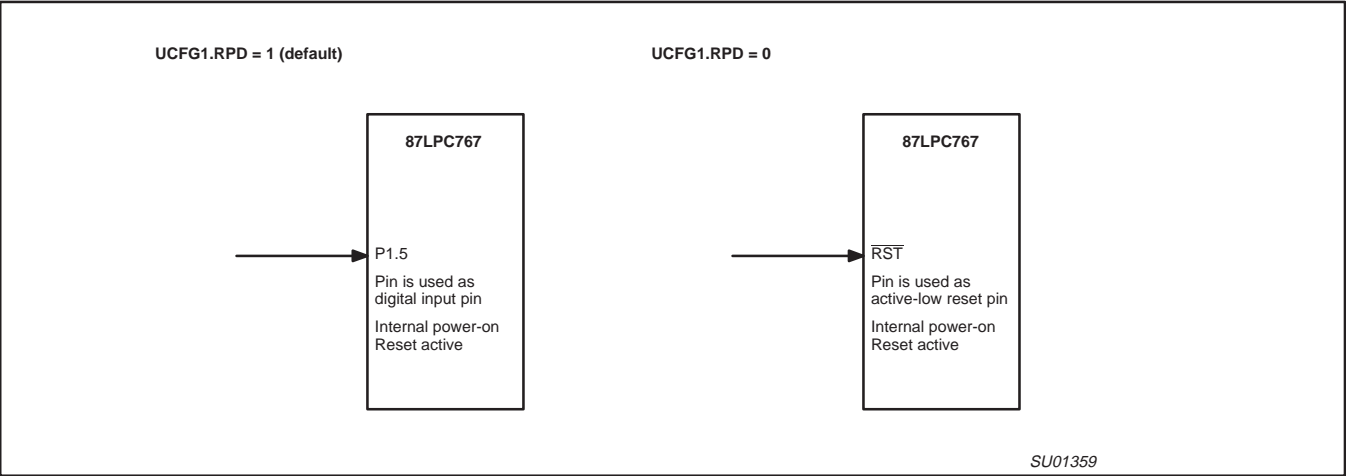 UCFG1.RPD = 1 (default)
UCFG1.RPD = 0
87LPC767
P1.5
Pin is used as
digital input pin
Internal power-on
Reset active
87LPC767
R̅S̅T̅
Pin is used as
active-low reset pin
Internal power-on
Reset active
SU01359